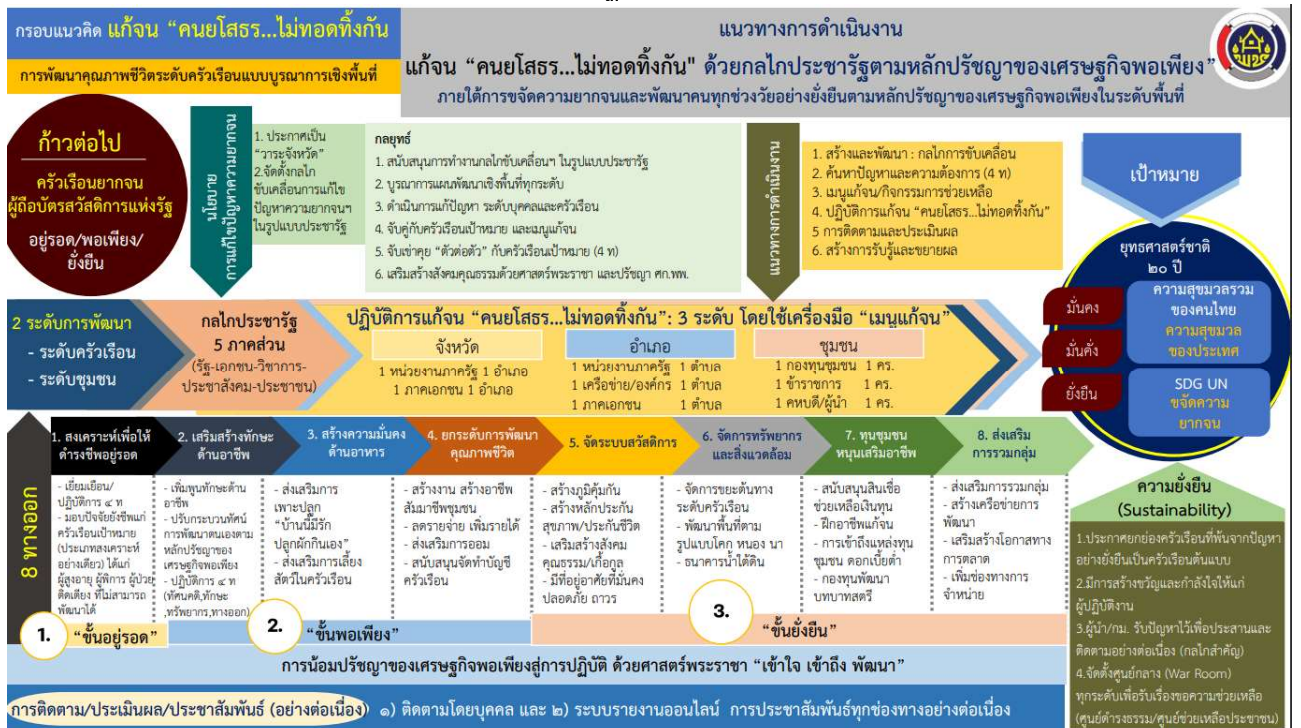 กรอบแนวคิด แก้จน “คนยโสธร...ไม่ทอดทิ้งกัน
การพัฒนาคุณภาพชีวิตระดับครัวเรือนแบบบูรณาการเชิงพื้นที่
แนวทางการดำเนินงาน
แก้จน “คนยโสธร...ไม่ทอดทิ้งกัน" ด้วยกลไกประชารัฐตามหลักปรัชญาของเศรษฐกิจพอเพียง”
ภายใต้การขจัดความยากจนและพัฒนาคนทุกช่วงวัยอย่างยั่งยืนตามหลักปรัชญาของเศรษฐกิจพอเพียงในระดับพื้นที่
ก้าวต่อไป
ครัวเรือนยากจน
ผู้ถือบัตรสวัสดิการแห่งรัฐ
อยู่รอด/พอเพียง/
ยั่งยืน
นโยบาย
การแก้ไขปัญหาความยากจน
1. ประกาศเป็น
“วาระจังหวัด”
2.จัดตั้งกลไก
ขับเคลื่อนการแก้ไข
ปัญหาความยากจนฯ
ในรูปแบบประชารัฐ
กลยุทธ์
1. สนับสนุนการทำงานกลไกขับเคลื่อนฯ ในรูปแบบประชารัฐ
2. บูรณาการแผนพัฒนาเชิงพื้นที่ทุกระดับ
3. ดำเนินการแก้ปัญหา ระดับบุคคลและครัวเรือน
4. จับคู่กับครัวเรือนเป้าหมาย และเมนูแก้จน
5. จับเข่าคุย “ตัวต่อตัว” กับครัวเรือนเป้าหมาย (4 ท)
6. เสริมสร้างสังคมคุณธรรมด้วยศาสตร์พระราชา และปรัชญา ศก.พพ.
แนวทางการดำเนินงาน
1. สร้างและพัฒนา : กลไกการขับเคลื่อน
2. ค้นหาปัญหาและความต้องการ (4 ท)
3. เมนูแก้จน/กิจกรรมการช่วยเหลือ
4. ปฏิบัติการแก้จน “คนยโสธร...ไม่ทอดทิ้งกัน”
5 การติดตามและประเมินผล
6. สร้างการรับรู้และขยายผล
เป้าหมาย
ยุทธศาสตร์ชาติ
๒๐ ปี
มั่นคง
มั่งคั่ง
ยั่งยืน
ความสุขมวลรวม
ของคนไทย
ความสุขมวล
ของประเทศ
SDG UN
ขจัดความ
ยากจน
2 ระดับการพัฒนา
- ระดับครัวเรือน
- ระดับชุมชน
กลไกประชารัฐ
5 ภาคส่วน
(รัฐ-เอกชน-วิชาการ-
ประชาสังคม-ประชาชน)
ปฏิบัติการแก้จน “คนยโสธร...ไม่ทอดทิ้งกัน”: 3 ระดับ โดยใช้เครื่องมือ “เมนูแก้จน”
จังหวัด
1 หน่วยงานภาครัฐ 1 อำเภอ
1 ภาคเอกชน 1 อำเภอ
อำเภอ
1 หน่วยงานภาครัฐ 1 ตำบล
1 เครือข่าย/องค์กร 1 ตำบล
1 ภาคเอกชน 1 ตำบล
ชุมชน
1 กองทุนชุมชน 1 คร.
1 ข้าราชการ 1 คร.
1 คหบดี/ผู้นำ 1 คร.
8 ทางออก
1. สงเคราะห์เพื่อให้
ดำรงชีพอยู่รอด
- เยี่ยมเยือน/
ปฏิบัติการ ๔ ท
- มอบปัจจัยยังชีพแก่
ครัวเรือนเป้าหมาย
(ประเภทสงเคราะห์
อย่างเดียว) ได้แก่
ผู้สูงอายุ ผู้พิการ ผู้ป่วย
ติดเตียง ที่ไม่สามารถ
พัฒนาได้
2. เสริมสร้างทักษะ
ด้านอาชีพ
- เพิ่มพูนทักษะด้าน
อาชีพ
- ปรับกระบวนทัศน์
การพัฒนาตนเองตาม
หลักปรัชญาของ
เศรษฐกิจพอเพียง
- ปฏิบัติการ ๔ ท
(ทัศนคติ,ทักษะ
,ทรัพยากร,ทางออก)
3. สร้างความมั่นคง
ด้านอาหาร
- ส่งเสริมการ
เพาะปลูก
“บ้านนี้มีรัก
ปลูกผักกินเอง”
- ส่งเสริมการเลี้ยง
สัตว์ในครัวเรือน
4. ยกระดับการพัฒนา
คุณภาพชีวิต
- สร้างงาน สร้างอาชีพ
สัมมาชีพชุมชน
- ลดรายจ่าย เพิ่มรายได้
- ส่งเสริมการออม
- สนับสนุนจัดทำบัญชี
ครัวเรือน
5. จัดระบบสวัสดิการ
- สร้างภูมิคุ้มกัน
- สร้างหลักประกัน
สุขภาพ/ประกันชีวิต
- เสริมสร้างสังคม
คุณธรรม/เกื้อกูล
- มีที่อยู่อาศัยที่มั่นคง
ปลอดภัย ถาวร
6. จัดการทรัพยากร
และสิ่งแวดล้อม
- จัดการขยะต้นทาง
ระดับครัวเรือน
- พัฒนาพื้นที่ตาม
รูปแบบโคก หนอง นา
- ธนาคารน้ำใต้ดิน
7. ทุนชุมชน
หนุนเสริมอาชีพ
- สนับสนุนสินเชื่อ
ช่วยเหลือเงินทุน
- ฝึกอาชีพแก้จน
- การเข้าถึงแหล่งทุน
ชุมชน ดอกเบี้ยต่ำ
- กองทุนพัฒนา
บทบาทสตรี
8. ส่งเสริม
การรวมกลุ่ม
- ส่งเสริมการรวมกลุ่ม
- สร้างเครือข่ายการ
พัฒนา
- เสริมสร้างโอกาสทาง
การตลาด
- เพิ่มช่องทางการ
จำหน่าย
1. “ขั้นอยู่รอด”
2. “ขั้นพอเพียง”
3. “ขั้นยั่งยืน”
ความยั่งยืน
(Sustainability)
1.ประกาศยกย่องครัวเรือนที่พ้นจากปัญหา
อย่างยั่งยืนเป็นครัวเรือนต้นแบบ
2.มีการสร้างขวัญและกำลังใจให้แก่
ผู้ปฏิบัติงาน
3.ผู้นำ/กม. รับปัญหาไว้เพื่อประสานและ
ติดตามอย่างต่อเนื่อง (กลไกสำคัญ)
4.จัดตั้งศูนย์กลาง (War Room)
ทุกระดับเพื่อรับเรื่องขอความช่วยเหลือ
(ศูนย์ดำรงธรรม/ศูนย์ช่วยเหลือประชาชน)
การน้อมปรัชญาของเศรษฐกิจพอเพียงสู่การปฏิบัติ ด้วยศาสตร์พระราชา “เข้าใจ เข้าถึง พัฒนา”
การติดตาม/ประเมินผล/ประชาสัมพันธ์ (อย่างต่อเนื่อง) ๑) ติดตามโดยบุคคล และ ๒) ระบบรายงานออนไลน์ การประชาสัมพันธ์ทุกช่องทางอย่างต่อเนื่อง